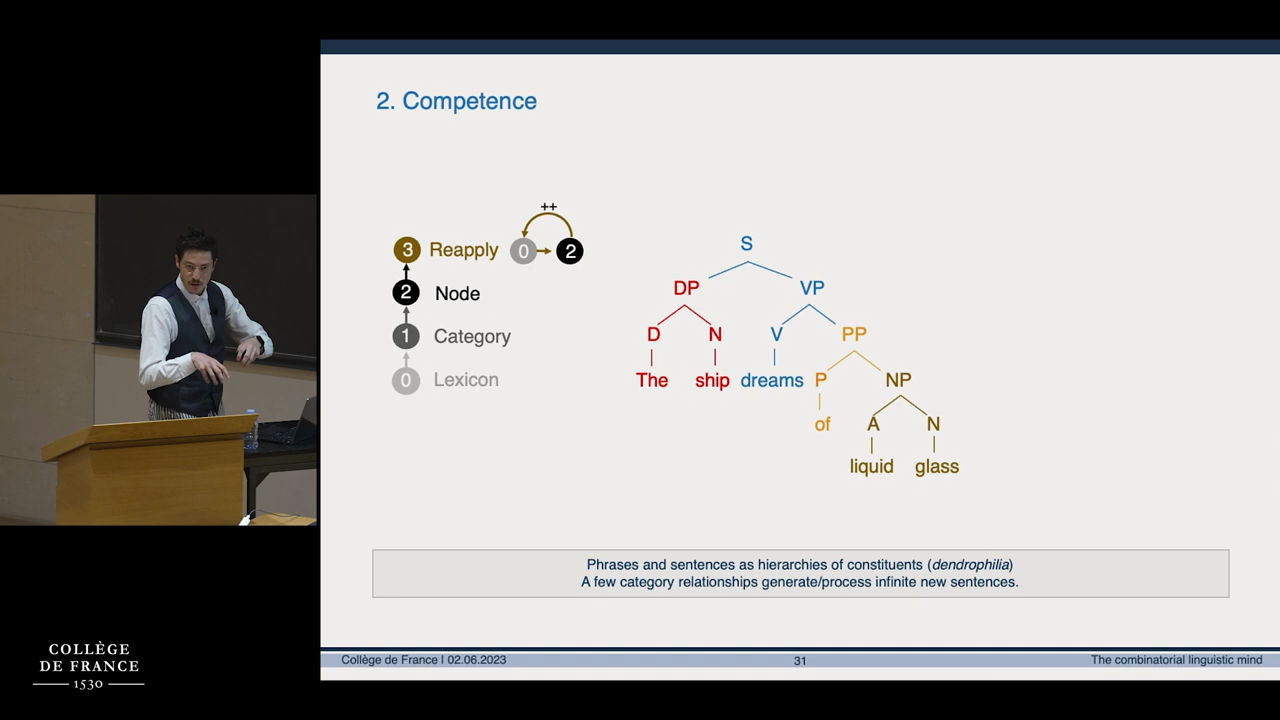 2. Competence
++
3 Reapply 0 2
2 Node
1 Category
0 Lexicon
S
DP VP
D N V PP
The ship dreams P NP
of A N
liquid glass
Phrases and sentences as hierarchies of constituents (dendrophilia)
A few category relationships generate/process infinite new sentences.
Collège de France I 02.06.2023 31 The combinatorial linguistic mind
COLLÈGE
DE FRANCE
1530